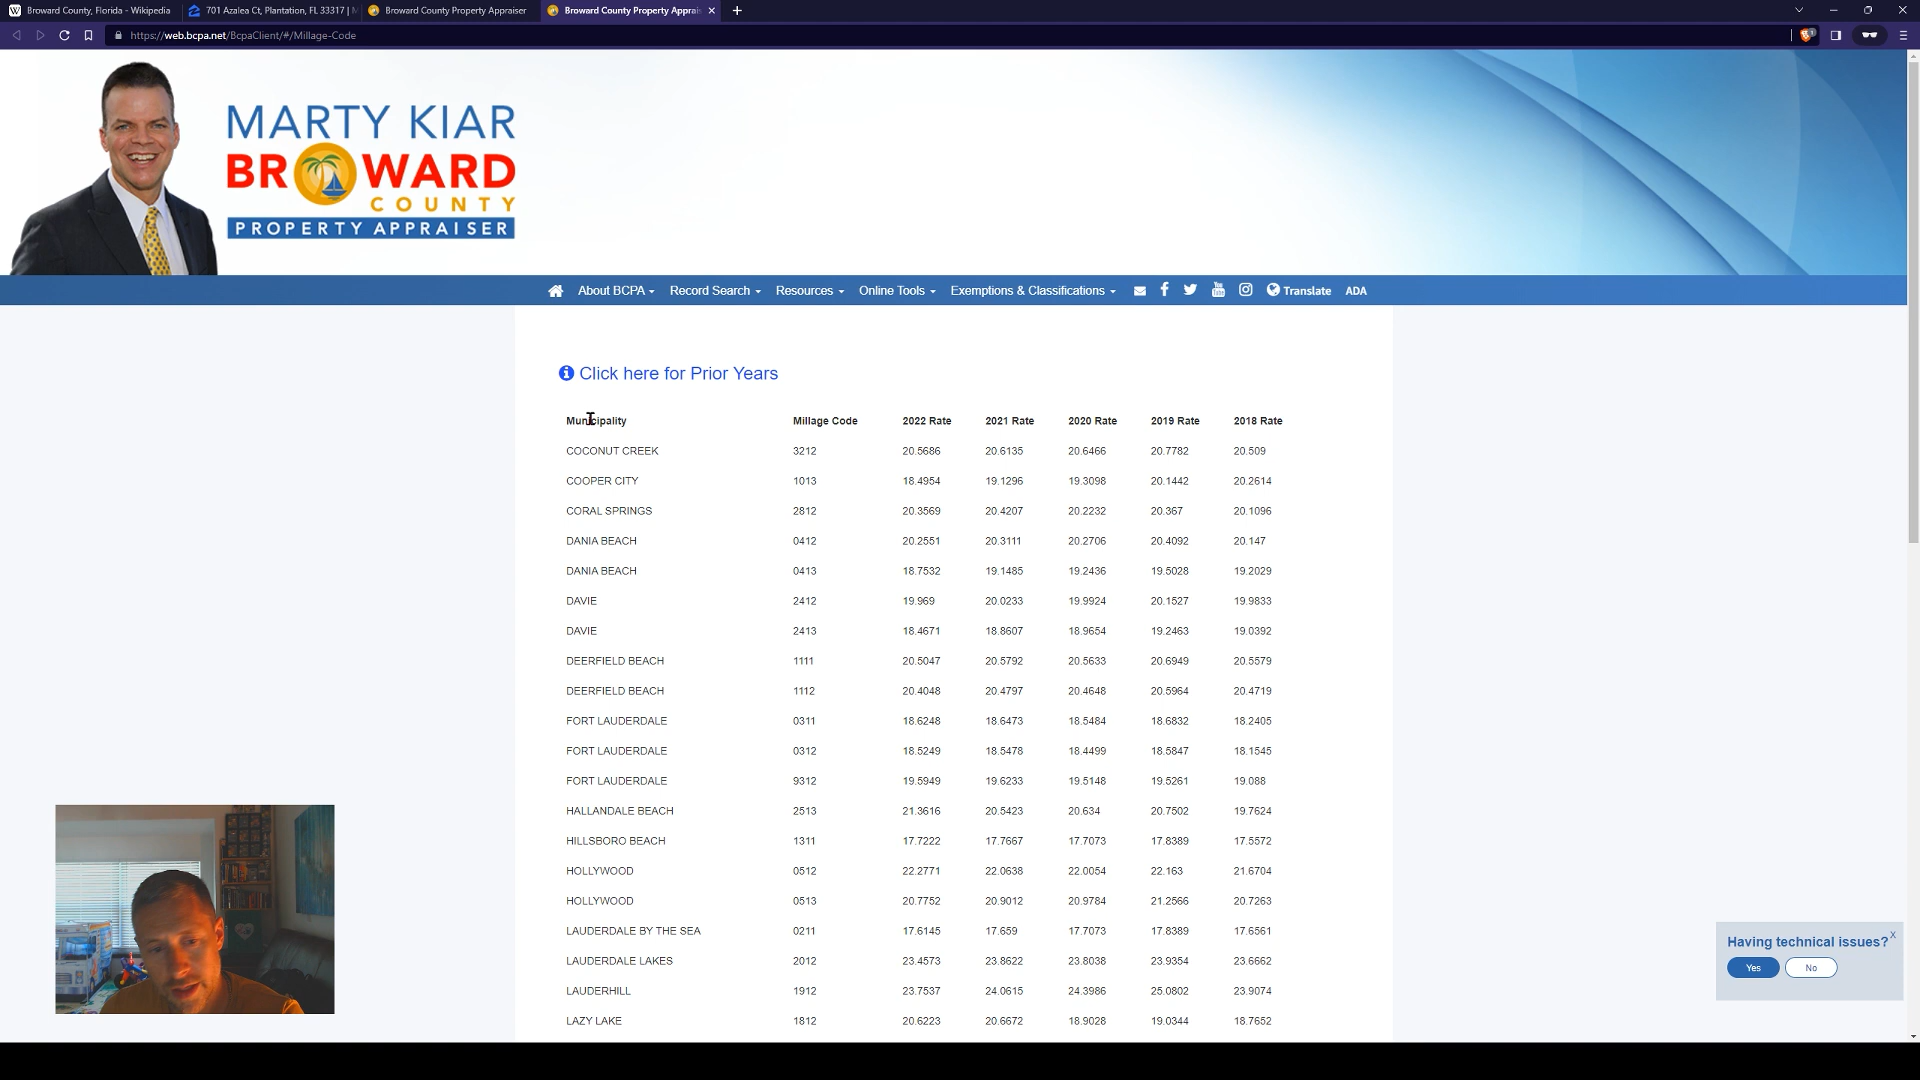 Broward County, Florida - Wikipedia
701 Azalea Ct, Plantation, FL 33317 |
Broward County Property Appraiser
Broward County Property Apprai
https://web.bcpa.net/BcpaClient/#/Millage-Code
MARTY KIAR
BROWARD
COUNTY
PROPERTY APPRAISER
About BCPA Record Search Resources Online Tools Exemptions & Classifications Translate ADA
Click here for Prior Years
Municipality Millage Code 2022 Rate 2021 Rate 2020 Rate 2019 Rate 2018 Rate
COCONUT CREEK 3212 20.5686 20.6135 20.6466 20.7782 20.509
COOPER CITY 1013 18.4954 19.1296 19.3098 20.1442 20.2614
CORAL SPRINGS 2812 20.3569 20.4207 20.2232 20.367 20.1096
DANIA BEACH 0412 20.2551 20.3111 20.2706 20.4092 20.147
DANIA BEACH 0413 18.7532 19.1485 19.2436 19.5028 19.2029
DAVIE 2412 19.969 20.0233 19.9924 20.1527 19.9833
DAVIE 2413 18.4671 18.8607 18.9654 19.2463 19.0392
DEERFIELD BEACH 1111 20.5047 20.5792 20.5633 20.6949 20.5579
DEERFIELD BEACH 1112 20.4048 20.4797 20.4648 20.5964 20.4719
FORT LAUDERDALE 0311 18.6248 18.6473 18.5484 18.6832 18.2405
FORT LAUDERDALE 0312 18.5249 18.5478 18.4499 18.5847 18.1545
FORT LAUDERDALE 9312 19.5949 19.6233 19.5148 19.5261 19.088
HALLANDALE BEACH 2513 21.3616 20.5423 20.634 20.7502 19.7624
HILLSBORO BEACH 1311 17.7222 17.7667 17.7073 17.8389 17.5572
HOLLYWOOD 0512 22.2771 22.0638 22.0054 22.163 21.6704
HOLLYWOOD 0513 20.7752 20.9012 20.9784 21.2566 20.7263
LAUDERDALE BY THE SEA 0211 17.6145 17.659 17.7073 17.8389 17.6561
LAUDERDALE LAKES 2012 23.4573 23.8622 23.8038 23.9354 23.6662
LAUDERHILL 1912 23.7537 24.0615 24.3986 25.0802 23.9074
LAZY LAKE 1812 20.6223 20.6672 18.9028 19.0344 18.7652
Having technical issues? X
Yes No